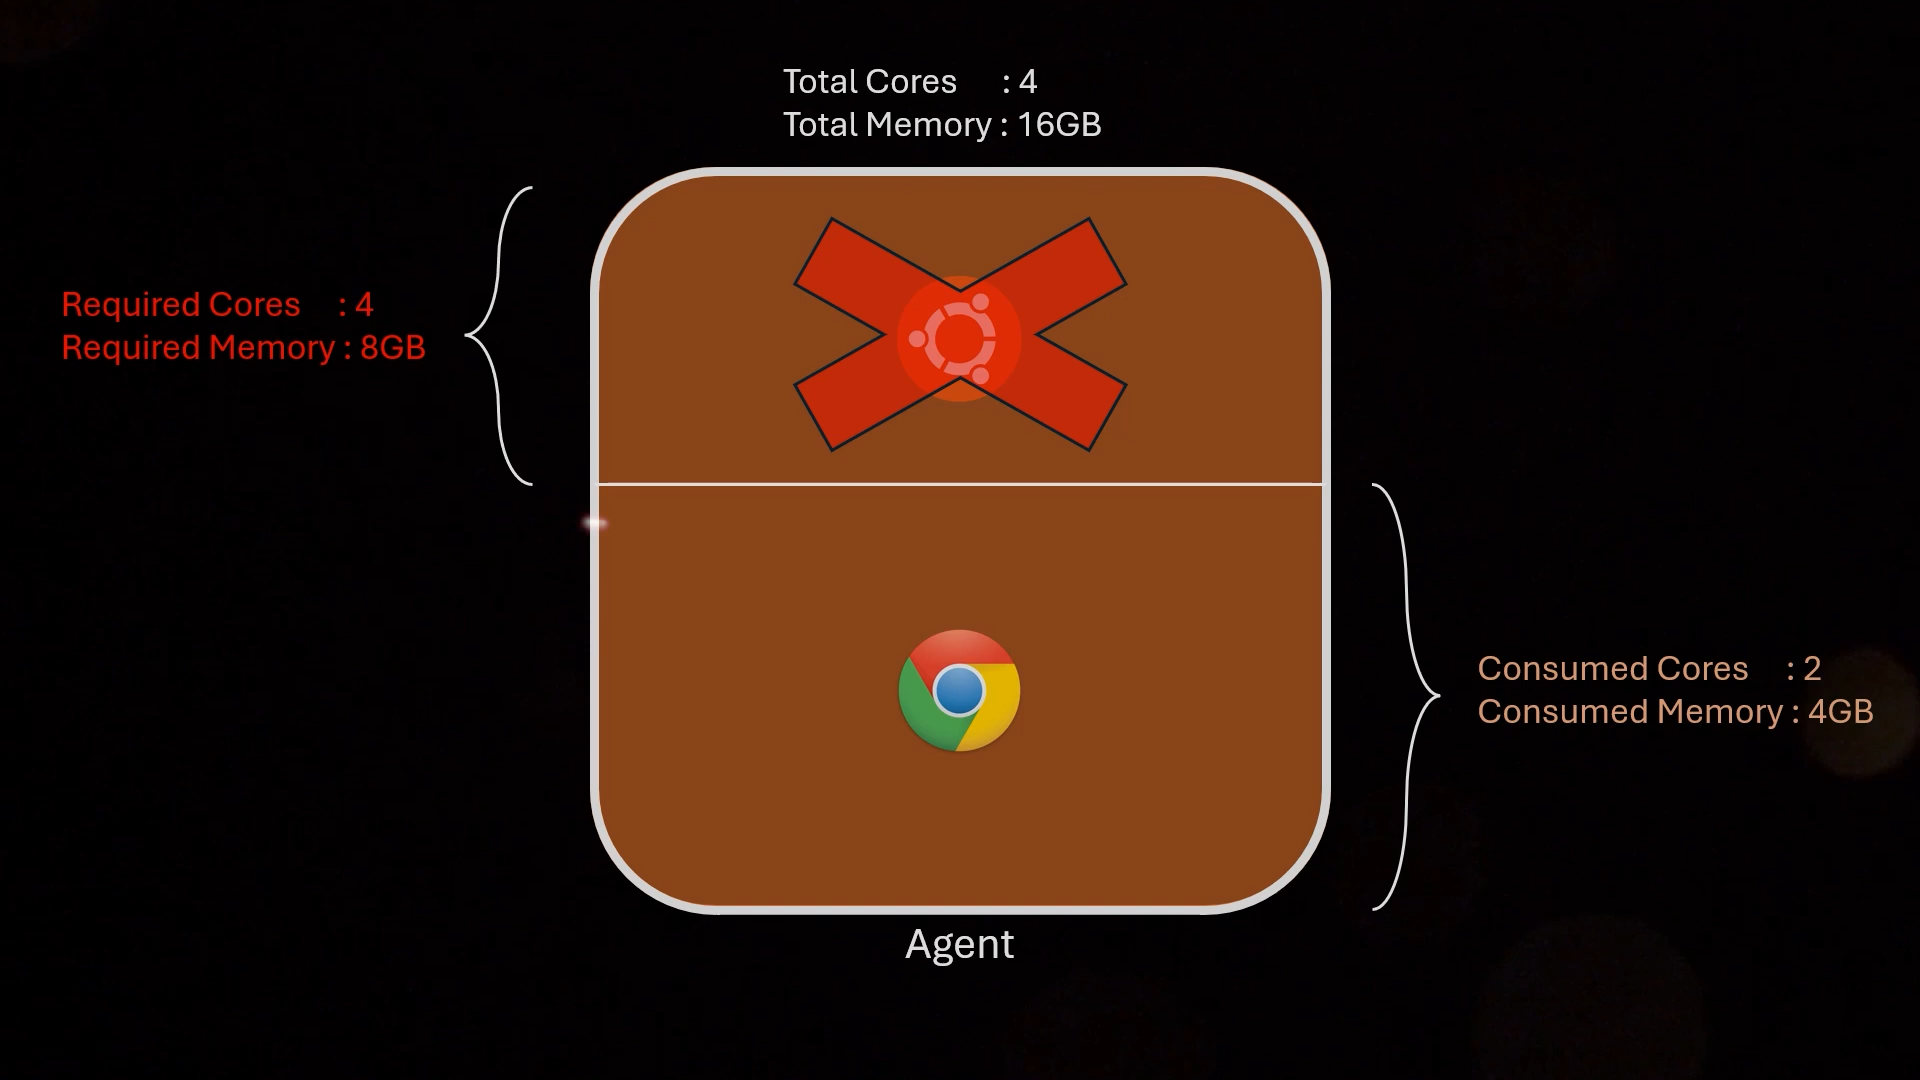 Total Cores : 4
Total Memory : 16GB
Required Cores : 4
Required Memory : 8GB
Consumed Cores : 2
Consumed Memory : 4GB
Agent